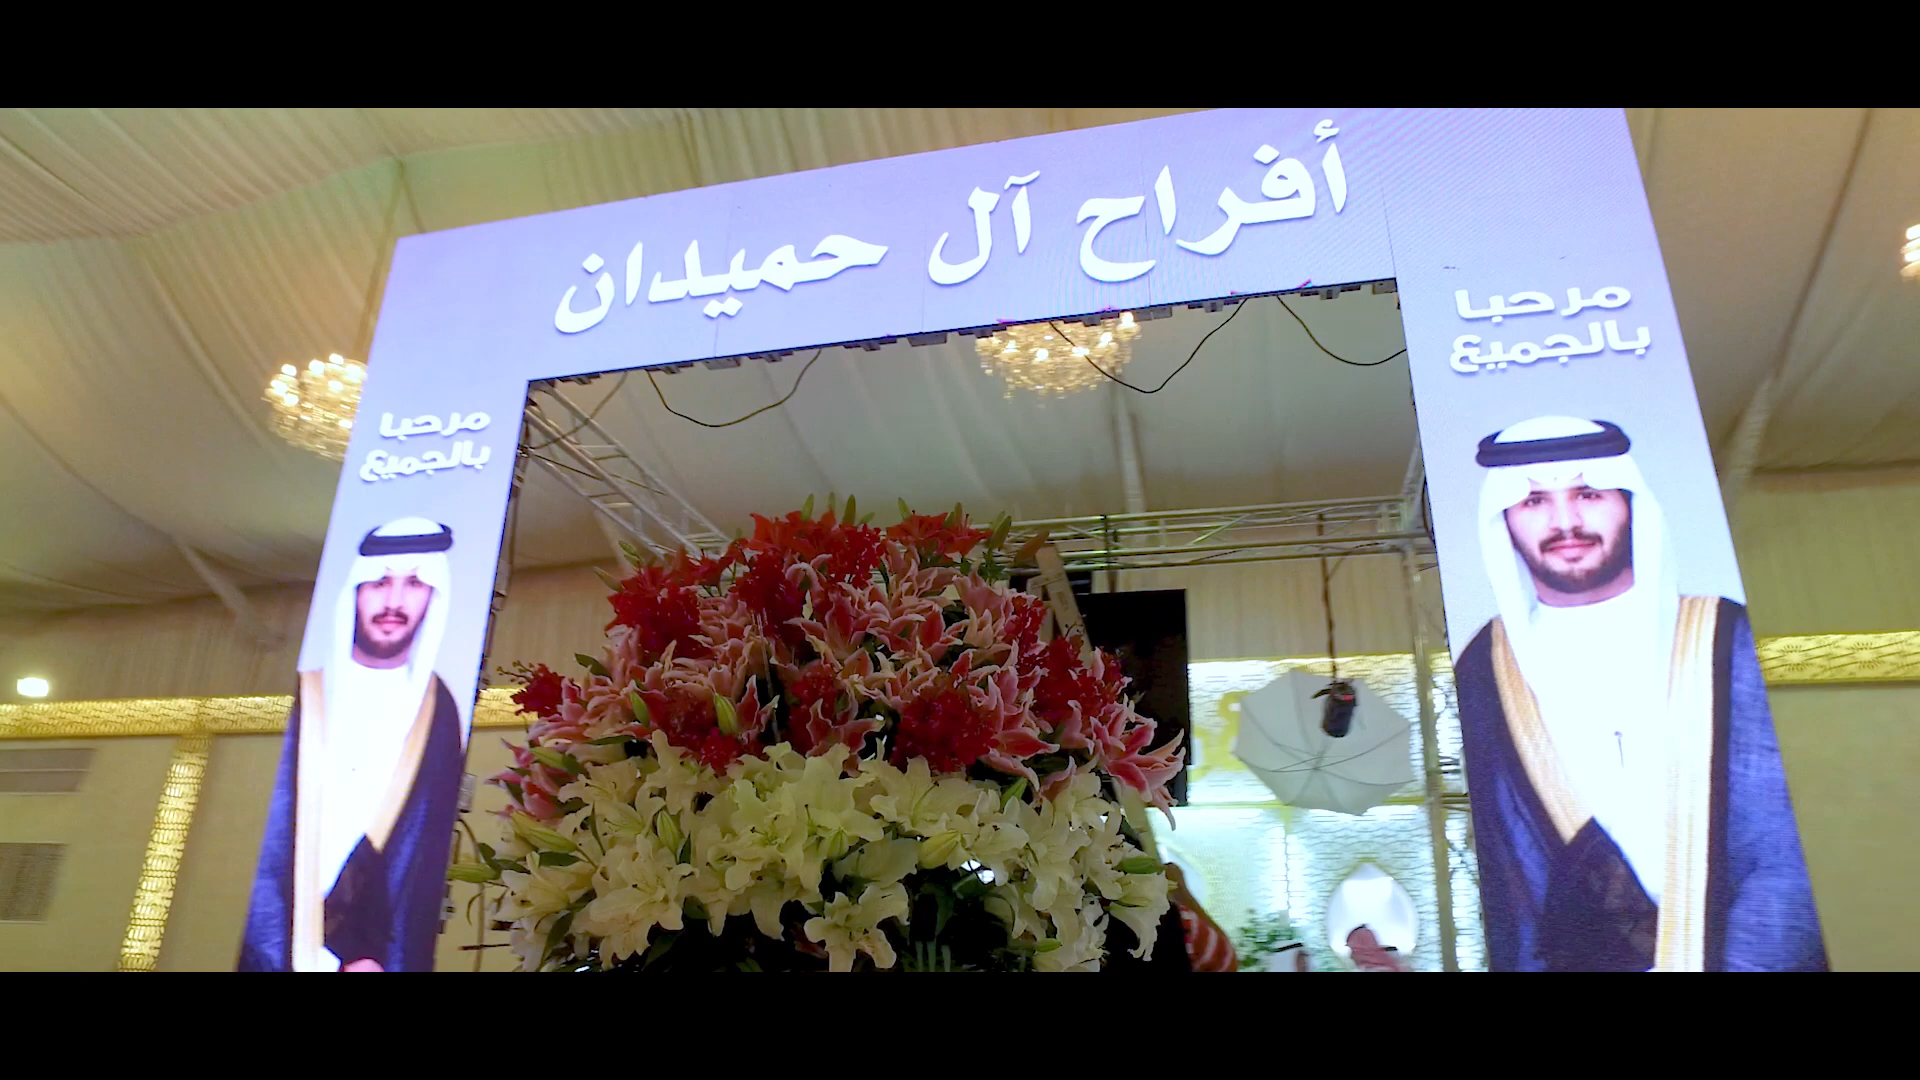 أفراح آل حميدان
مرحبا
بالجميع
مرحبا
بالجميع